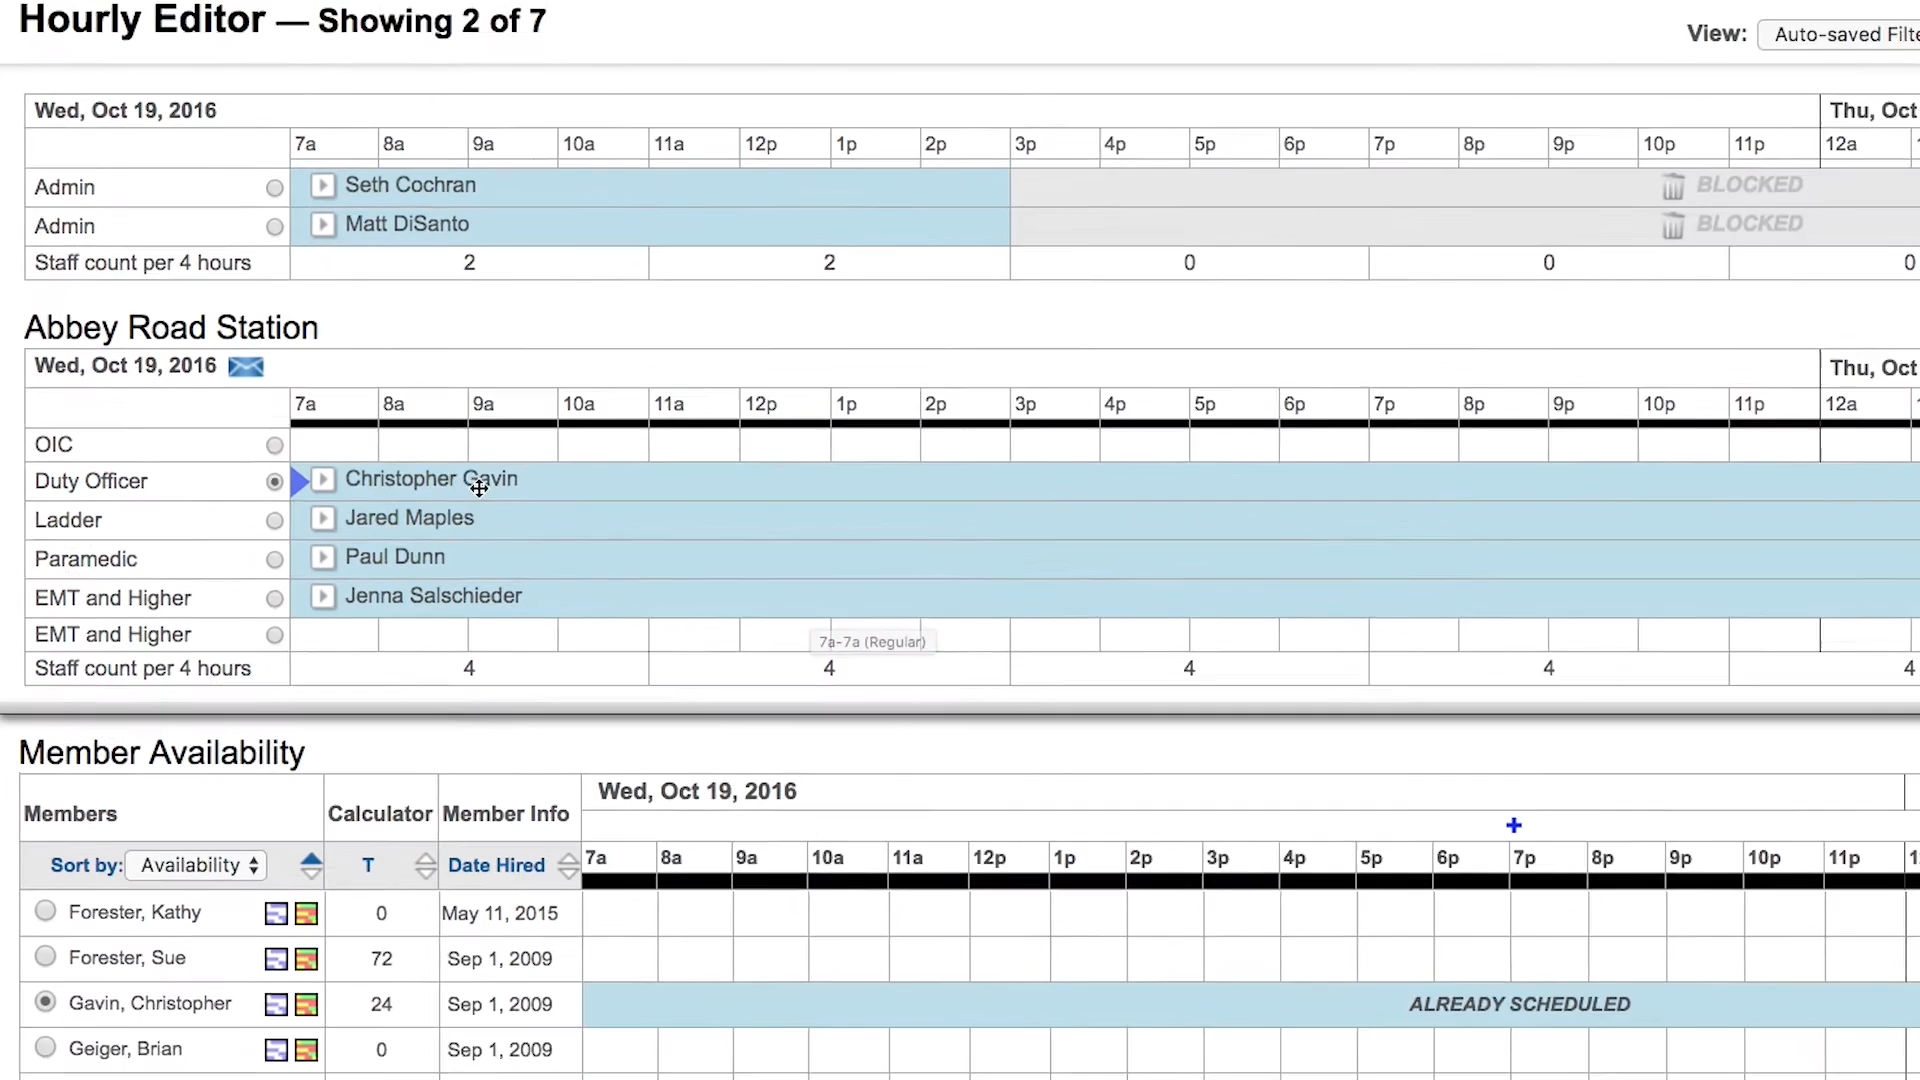 Hourly Editor — Showing 2 of 7
View: Auto-saved Filte
Wed, Oct 19, 2016 Thu, Oct
7a 8a 9a 10a 11a 12p 1p 2p 3p 4p 5p 6p 7p 8p 9p 10p 11p 12a
Admin Seth Cochran BLOCKED
Admin Matt DiSanto BLOCKED
Staff count per 4 hours 2 2 0 0 0
Abbey Road Station
Wed, Oct 19, 2016 Thu, Oct
7a 8a 9a 10a 11a 12p 1p 2p 3p 4p 5p 6p 7p 8p 9p 10p 11p 12a
OIC
Duty Officer Christopher Gavin
Ladder Jared Maples
Paramedic Paul Dunn
EMT and Higher Jenna Salschieder
EMT and Higher
7a-7a (Regular)
Staff count per 4 hours 4 4 4 4 4
Member Availability
Wed, Oct 19, 2016
Members Calculator Member Info
+
Sort by: Availability T Date Hired 7a 8a 9a 10a 11a 12p 1p 2p 3p 4p 5p 6p 7p 8p 9p 10p 11p
Forester, Kathy 0 May 11, 2015
Forester, Sue 72 Sep 1, 2009
Gavin, Christopher 24 Sep 1, 2009 ALREADY SCHEDULED
Geiger, Brian 0 Sep 1, 2009